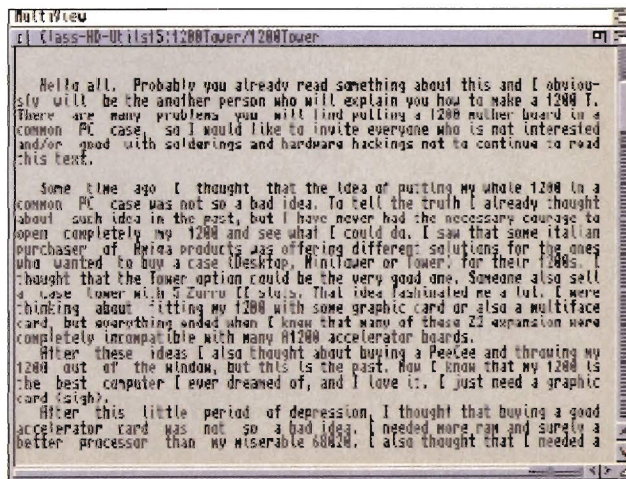 MultiView
Class-HD-Utils15:1200Tower/1200Tower
Hello all. Probably you already read something about this and I obviou-
sly will be the another person who will explain you how to make a 1200 T.
There are many problems you will find putting a 1200 mother board in a
common PC case, so I would like to invite everyone who is not interested
and/or good with solderings and hardware hackings not to continue to read
this text.
Some time ago I thought that the idea of putting my whole 1200 in a
common PC case was not so a bad idea. To tell the truth I already thought
about such idea in the past, but I have never had the necessary courage to
open completely my 1200 and see what I could do. I saw that some italian
purchaser of Amiga products was offering different solutions for the ones
who wanted to buy a case (Desktop, MiniTower or Tower) for their 1200s. I
thought that the Tower option could be the very good one. Someone also sell
a case tower with 5 Zorro II slots. That idea fashinated me a lot. I were
thinking about fitting my 1200 with some graphic card or also a multiface
card, but everything ended when I knew that many of these Z2 expansion were
completely incompatible with many A1200 accelerator boards.
After these ideas I also thought about buying a PeeCee and throwing my
1200 out of the window, but this is the past. Now I know that my 1200 is
the best computer I ever dreamed of, and I love it. I just need a graphic
card (sigh).
After this little period of depression, I thought that buying a good
accelerator card was not so a bad idea. I needed more ram and surely a
better processor than my miserable 68020. I also thought that I needed a